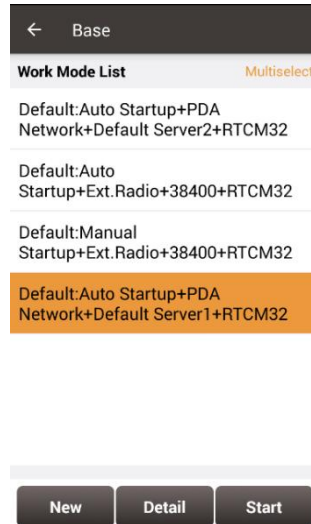 Base
Work Mode List Multiselect
Default:Auto Startup+PDA
Network+Default Server2+RTCM32
Default:Auto
Startup+Ext.Radio+38400+RTCM32
Default:Manual
Startup+Ext.Radio+38400+RTCM32
Default:Auto Startup+PDA
Network+Default Server1+RTCM32
New Detail Start